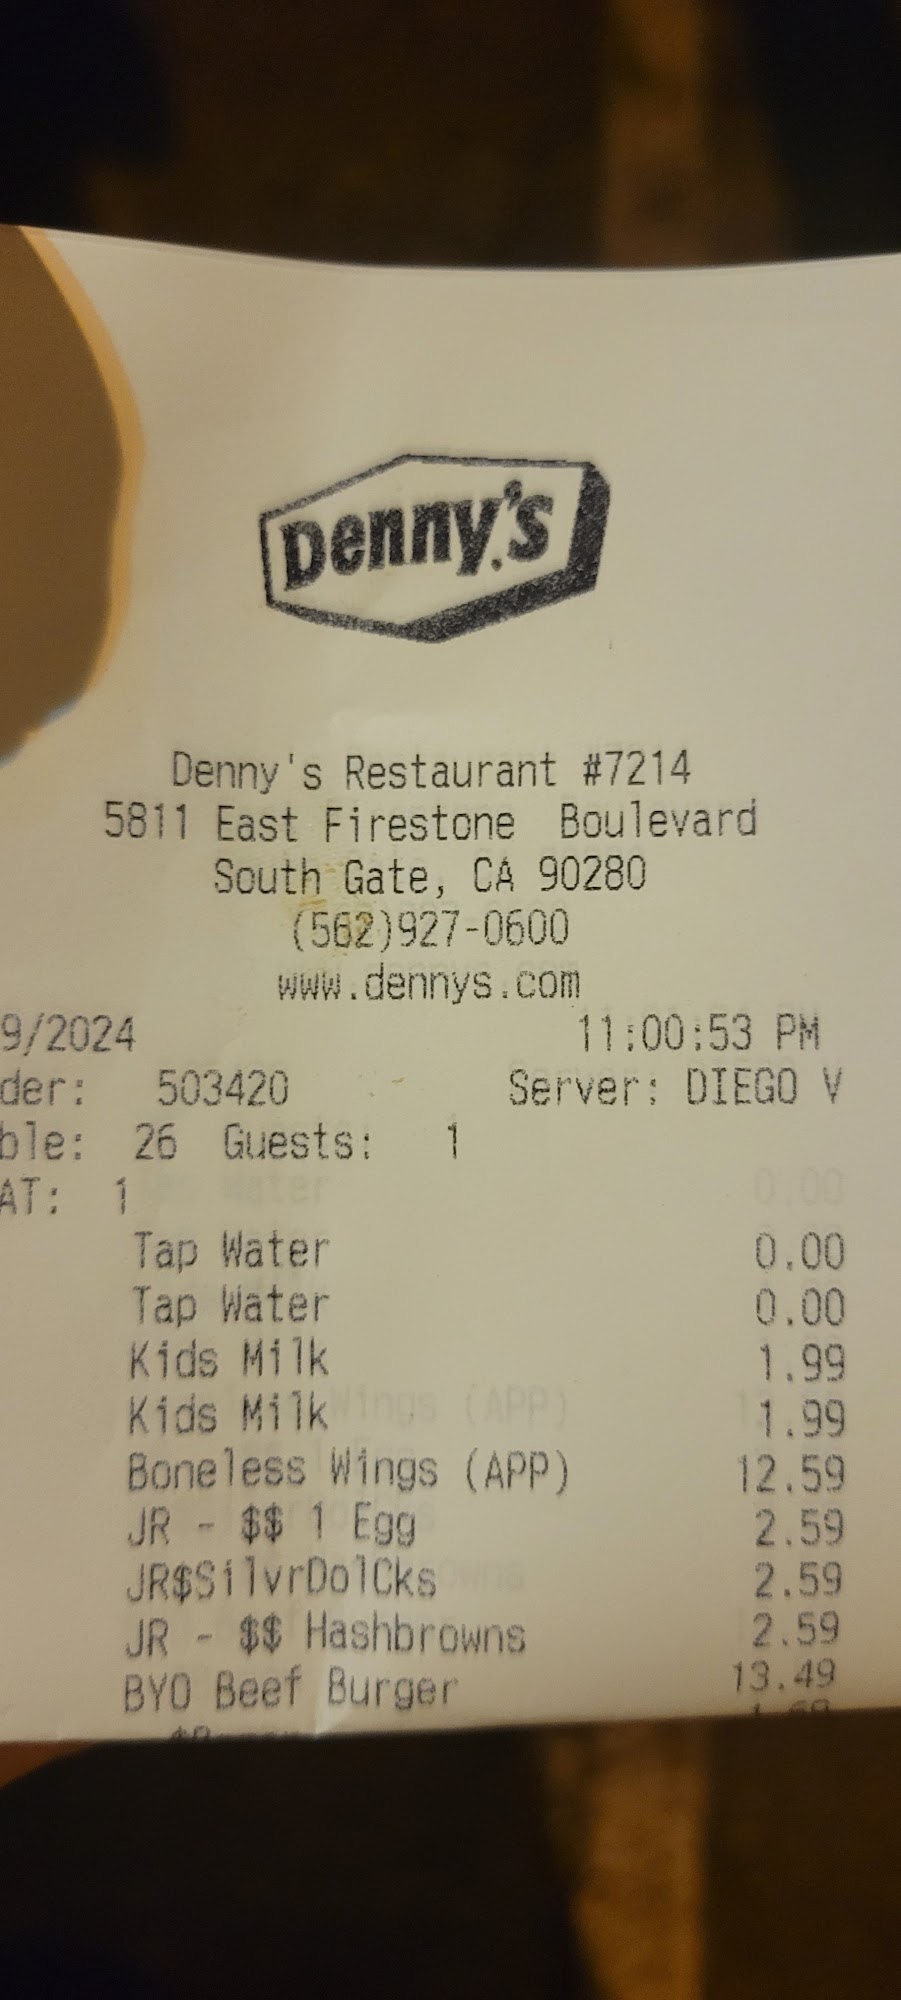 Denny's
Denny's Restaurant #7214
5811 East Firestone Boulevard
South Gate, CA 90280
(562)927-0600
www.dennys.com
9/2024 11:00:53 PM
der: 503420 Server: DIEGO V
ble: 26 Guests: 1
AT: 1
Tap Water 0.00
Tap Water 0.00
Kids Milk 1.99
Kids Milk 1.99
Boneless Wings (APP) 12.59
JR - $$ 1 Egg 2.59
JR$SilvrDolCks 2.59
JR - $$ Hashbrowns 2.59
BYO Beef Burger 13.49